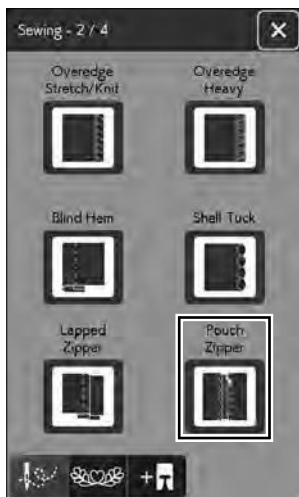 Sewing - 2 / 4
Overedge
Stretch/Knit
Overedge
Heavy
Blind Hem
Shell Tuck
Lapped
Zipper
Pouch
Zipper